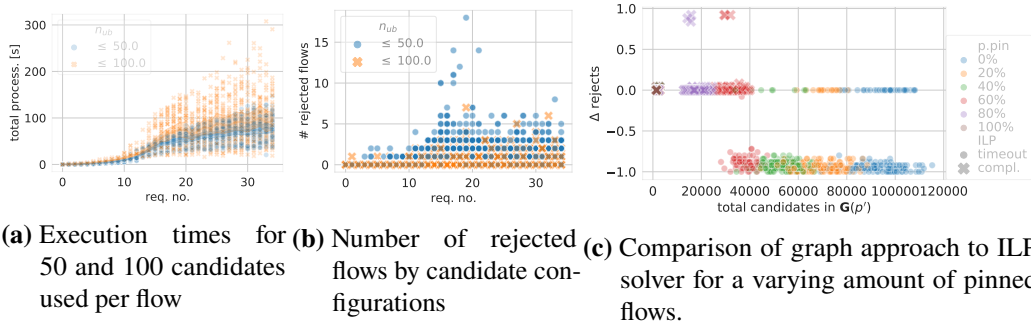 300
200
100
0
total process. [s]
n_ub
≤ 50.0
≤ 100.0
0 10 20 30
req. no.
15
10
5
0
# rejected flows
n_ub
≤ 50.0
≤ 100.0
0 10 20 30
req. no.
1.0
0.5
0.0
−0.5
−1.0
Δ rejects
0 20000 40000 60000 80000 100000 120000
total candidates in G(p′)
p.pin
0%
20%
40%
60%
80%
100%
ILP
timeout
compl.
(a) Execution times for
50 and 100 candidates
used per flow
(b) Number of rejected
flows by candidate con-
figurations
(c) Comparison of graph approach to ILP
solver for a varying amount of pinned
flows.